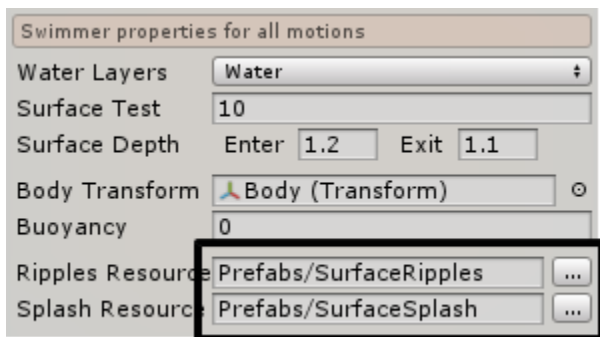 Swimmer properties for all motions
Water Layers Water
Surface Test 10
Surface Depth Enter 1.2 Exit 1.1
Body Transform Body (Transform)
Buoyancy 0
Ripples Resource Prefabs/SurfaceRipples ...
Splash Resource Prefabs/SurfaceSplash ...